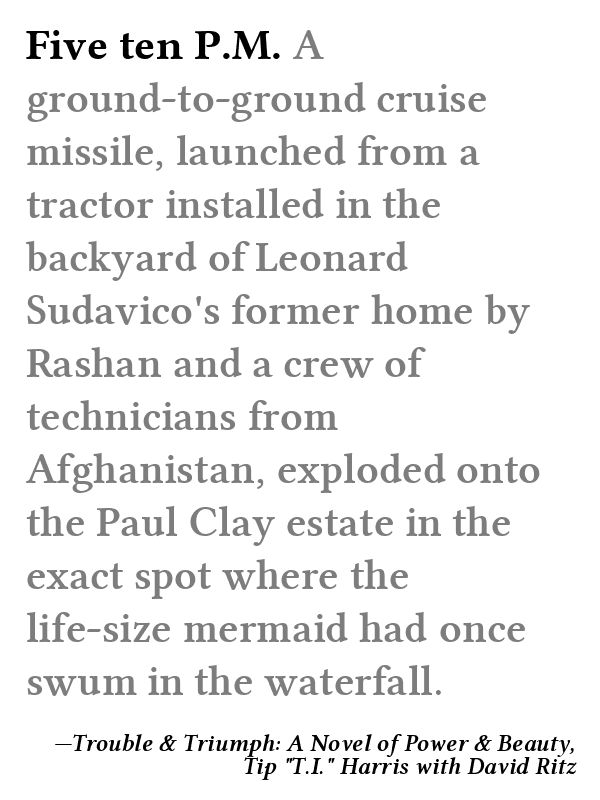 Five ten P.M. A
ground-to-ground cruise
missile, launched from a
tractor installed in the
backyard of Leonard
Sudavico's former home by
Rashan and a crew of
technicians from
Afghanistan, exploded onto
the Paul Clay estate in the
exact spot where the
life-size mermaid had once
swum in the waterfall.
—Trouble & Triumph: A Novel of Power & Beauty,
Tip "T.I." Harris with David Ritz